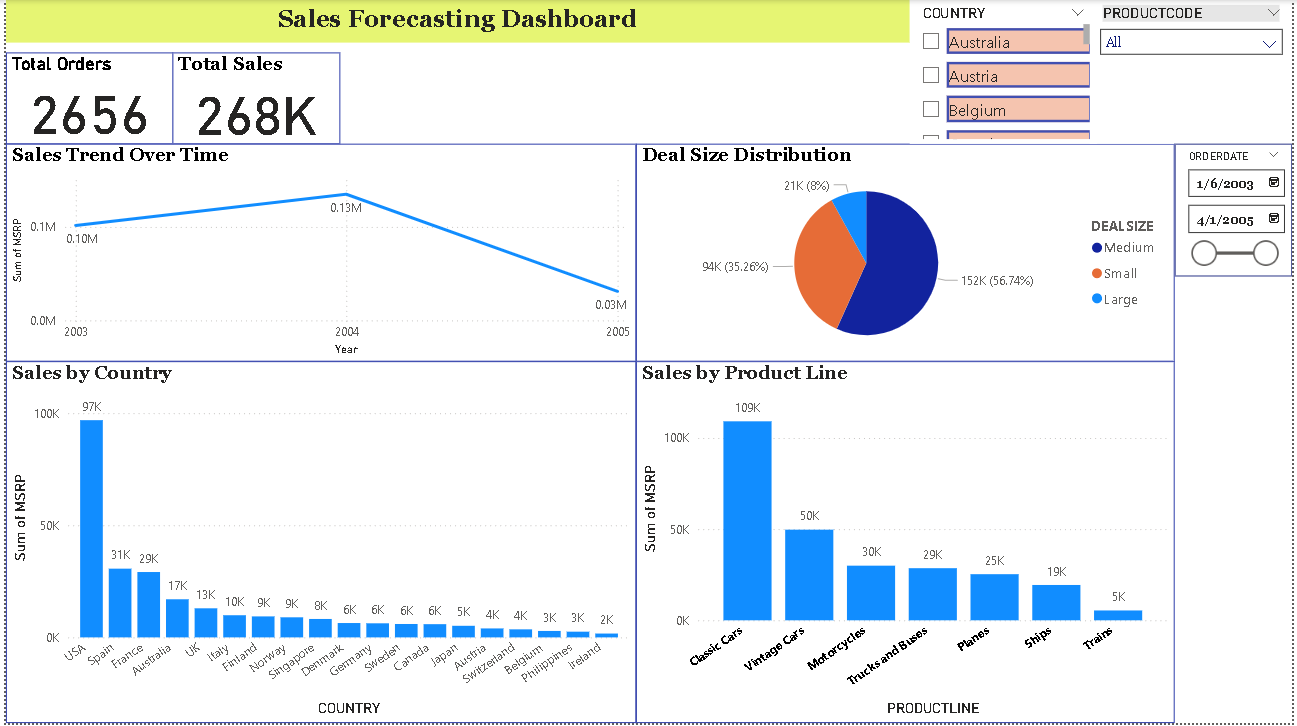 Sales Forecasting Dashboard
COUNTRY
PRODUCTCODE
Australia
All
Austria
Belgium
Total Orders
2656
Total Sales
268K
Sales Trend Over Time
Sum of MSRP
0.1M
0.0M
0.10M
0.13M
0.03M
2003
2004
2005
Year
Deal Size Distribution
21K (8%)
94K (35.26%)
152K (56.74%)
DEALSIZE
Medium
Small
Large
ORDERDATE
1/6/2003
4/1/2005
Sales by Country
Sum of MSRP
100K
50K
0K
97K
31K
29K
17K
13K
10K
9K
9K
8K
6K
6K
6K
6K
5K
4K
4K
3K
3K
2K
USA
Spain
France
Australia
UK
Italy
Finland
Norway
Singapore
Denmark
Germany
Sweden
Canada
Japan
Austria
Switzerland
Belgium
Philippines
Ireland
COUNTRY
Sales by Product Line
Sum of MSRP
100K
50K
0K
109K
50K
30K
29K
25K
19K
5K
Classic Cars
Vintage Cars
Motorcycles
Trucks and Buses
Planes
Ships
Trains
PRODUCTLINE